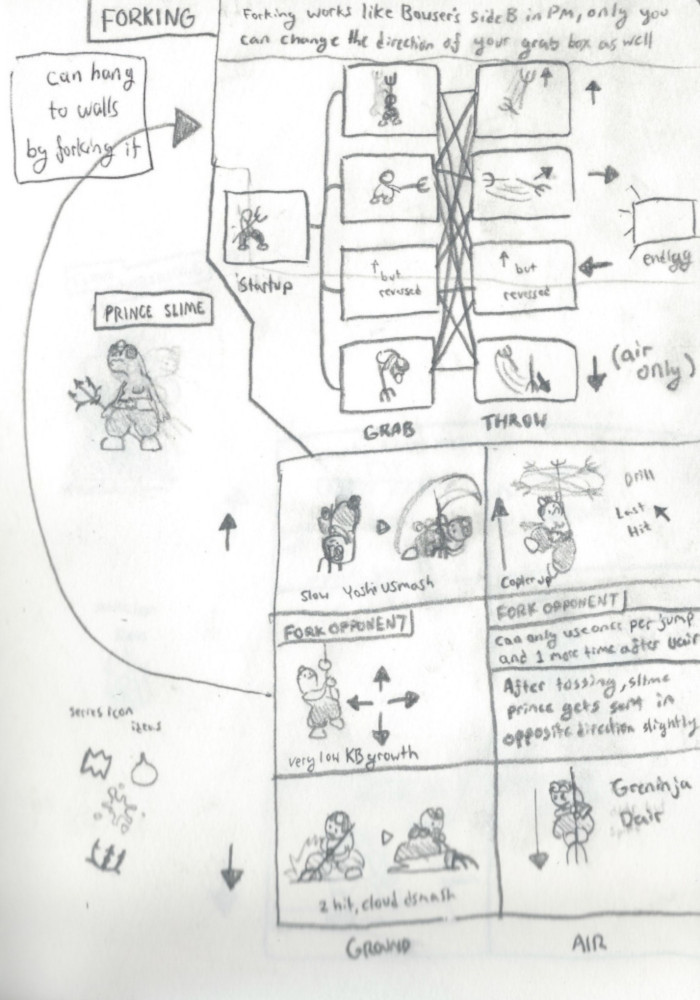 FORKING
Forking works like Bowser's sideB in PM, only you
can change the direction of your grab box as well
can hang
to walls
by forking it
Startup
↑ but
revissed
↑ but
revissed
endlag
(air
only)
GRAB
THROW
PRINCE SLIME
slow Yoshi usmash
Copter up
Drill
Last
Hit
FORK OPPONENT
very low KB growth
FORK OPPONENT
can only use once per jump
and 1 more time after Uair
After tossing, slime
prince gets sent in
opposite direction slightly
series icon
ideas
2 hit, cloud dsmash
Greninja
Dair
GROUND
AIR